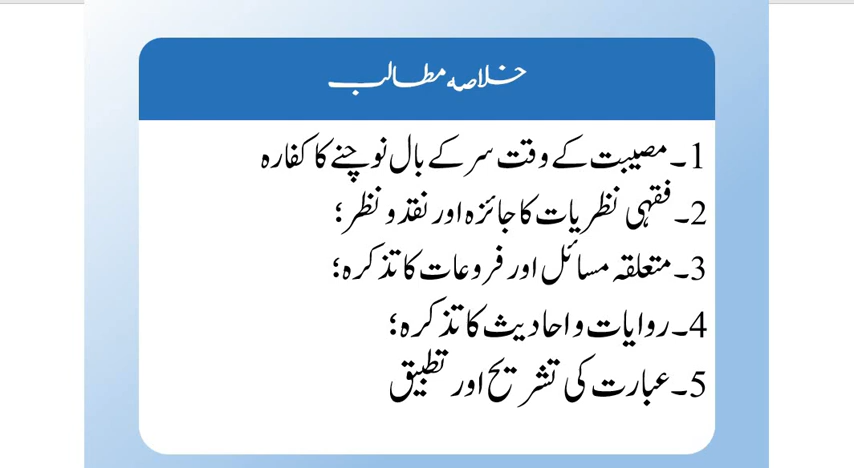 خلاصہ مطالب
1۔مصیبت کے وقت سر کے بال نوچنے کا کفارہ
2۔فقہی نظریات کا جائزہ اور نقد و نظر؛
3۔متعلقہ مسائل اور فروعات کا تذکرہ؛
4۔روایات و احادیث کا تذکرہ؛
5۔عبارت کی تشریح اور تطبیق